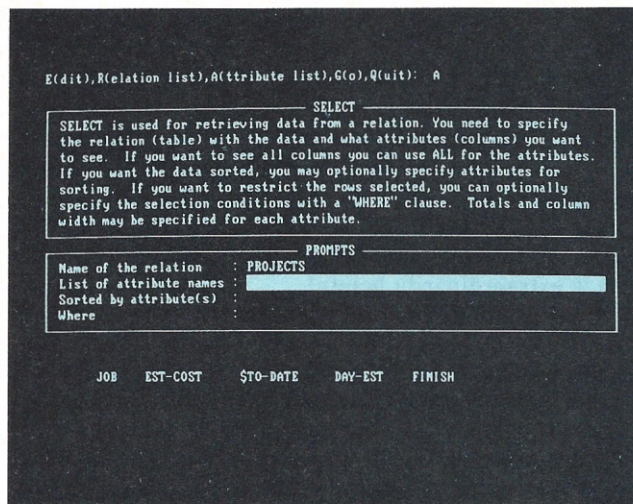 E(dit),R(elation list),A(ttribute list),G(o),Q(uit): A
SELECT
SELECT is used for retrieving data from a relation. You need to specify
the relation (table) with the data and what attributes (columns) you want
to see. If you want to see all columns you can use ALL for the attributes.
If you want the data sorted, you may optionally specify attributes for
sorting. If you want to restrict the rows selected, you can optionally
specify the selection conditions with a "WHERE" clause. Totals and column
width may be specified for each attribute.
PROMPTS
Name of the relation : PROJECTS
List of attribute names :
Sorted by attribute(s) :
Where :
JOB EST-COST $TO-DATE DAY-EST FINISH